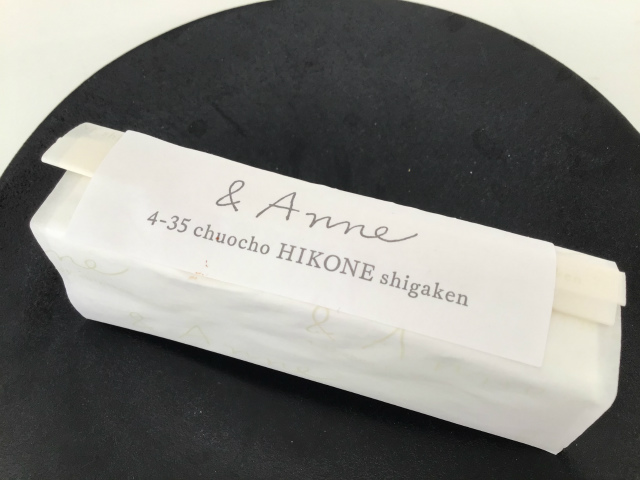 & Anne
4-35 chuocho HIKONE shigaken